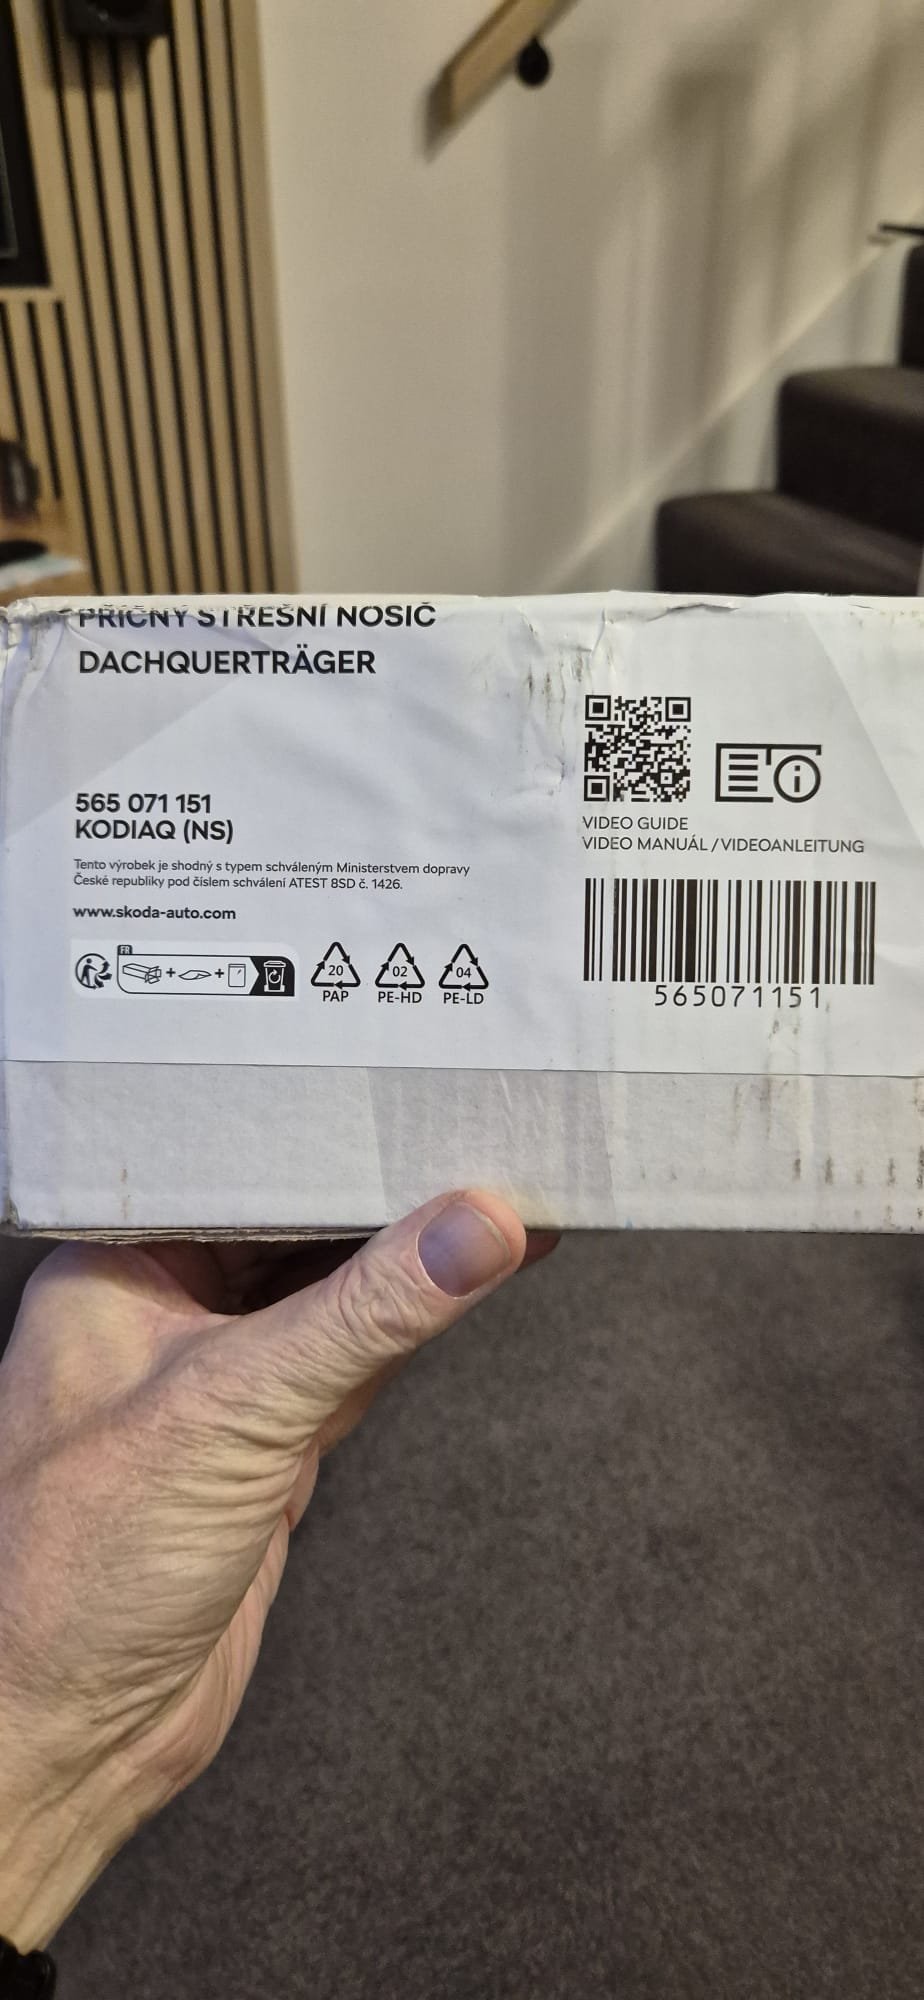 PŘÍČNÝ STŘEŠNÍ NOSIČ
DACHQUERTRÄGER
565 071 151
KODIAQ (NS)
Tento výrobek je shodný s typem schváleným Ministerstvem dopravy
České republiky pod číslem schválení ATEST 8SD č. 1426.
www.skoda-auto.com
FR
20
PAP
02
PE-HD
04
PE-LD
VIDEO GUIDE
VIDEO MANUÁL / VIDEOANLEITUNG
565071151